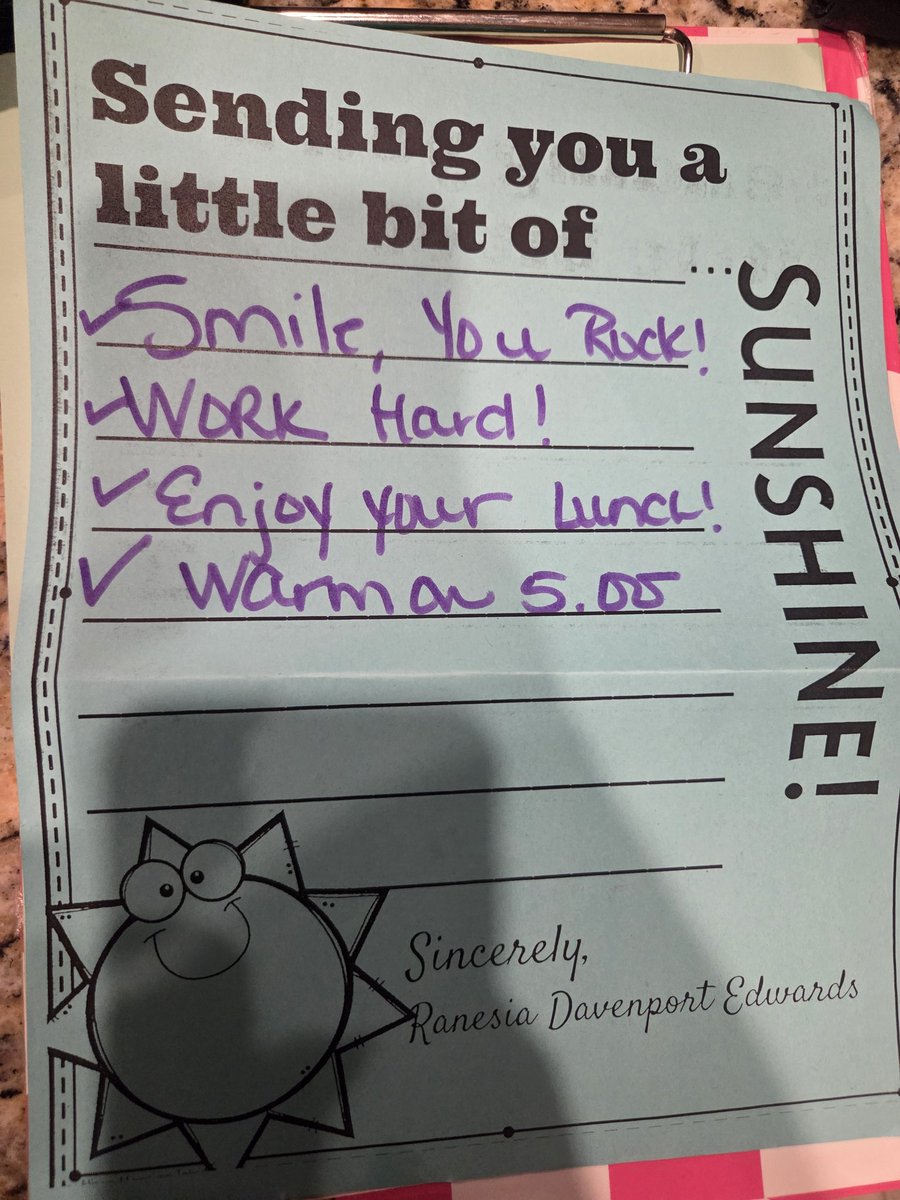 Sending you a
little bit of
...SUNSHINE!
✓ Smile, You Rock!
✓ WORK Hard!
✓ Enjoy your Lunch!
✓ Warm on 5.00
Sincerely,
Ranesia Davenport Edwards